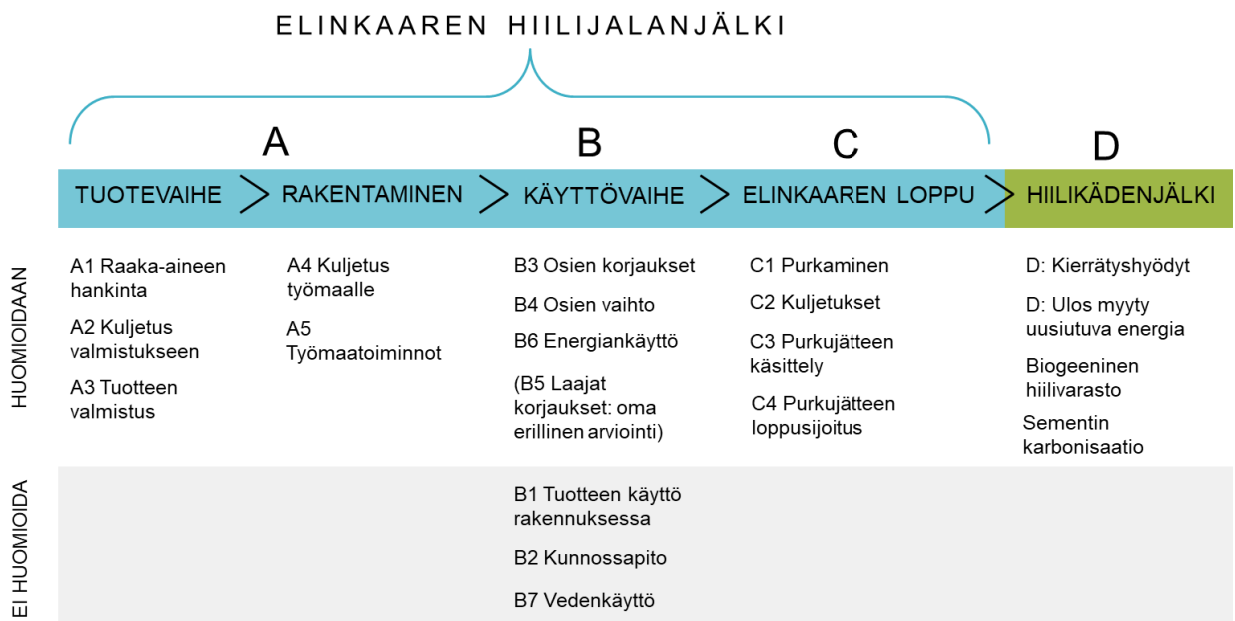 ELINKAAREN HIILIJALANJÄLKI
A
B
C
D
TUOTEVAIHE
RAKENTAMINEN
KÄYTTÖVAIHE
ELINKAAREN LOPPU
HIILIKÄDENJÄLKI
HUOMIOIDAAN
A1 Raaka-aineen
hankinta
A2 Kuljetus
valmistukseen
A3 Tuotteen
valmistus
A4 Kuljetus
työmaalle
A5
Työmaatoiminnot
B3 Osien korjaukset
B4 Osien vaihto
B6 Energiankäyttö
(B5 Laajat
korjaukset: oma
erillinen arviointi)
C1 Purkaminen
C2 Kuljetukset
C3 Purkujätteen
käsittely
C4 Purkujätteen
loppusijoitus
D: Kierrätyshyödyt
D: Ulos myyty
uusiutuva energia
Biogeeninen
hiilivarasto
Sementin
karbonisaatio
EI HUOMIOIDA
B1 Tuotteen käyttö
rakennuksessa
B2 Kunnossapito
B7 Vedenkäyttö